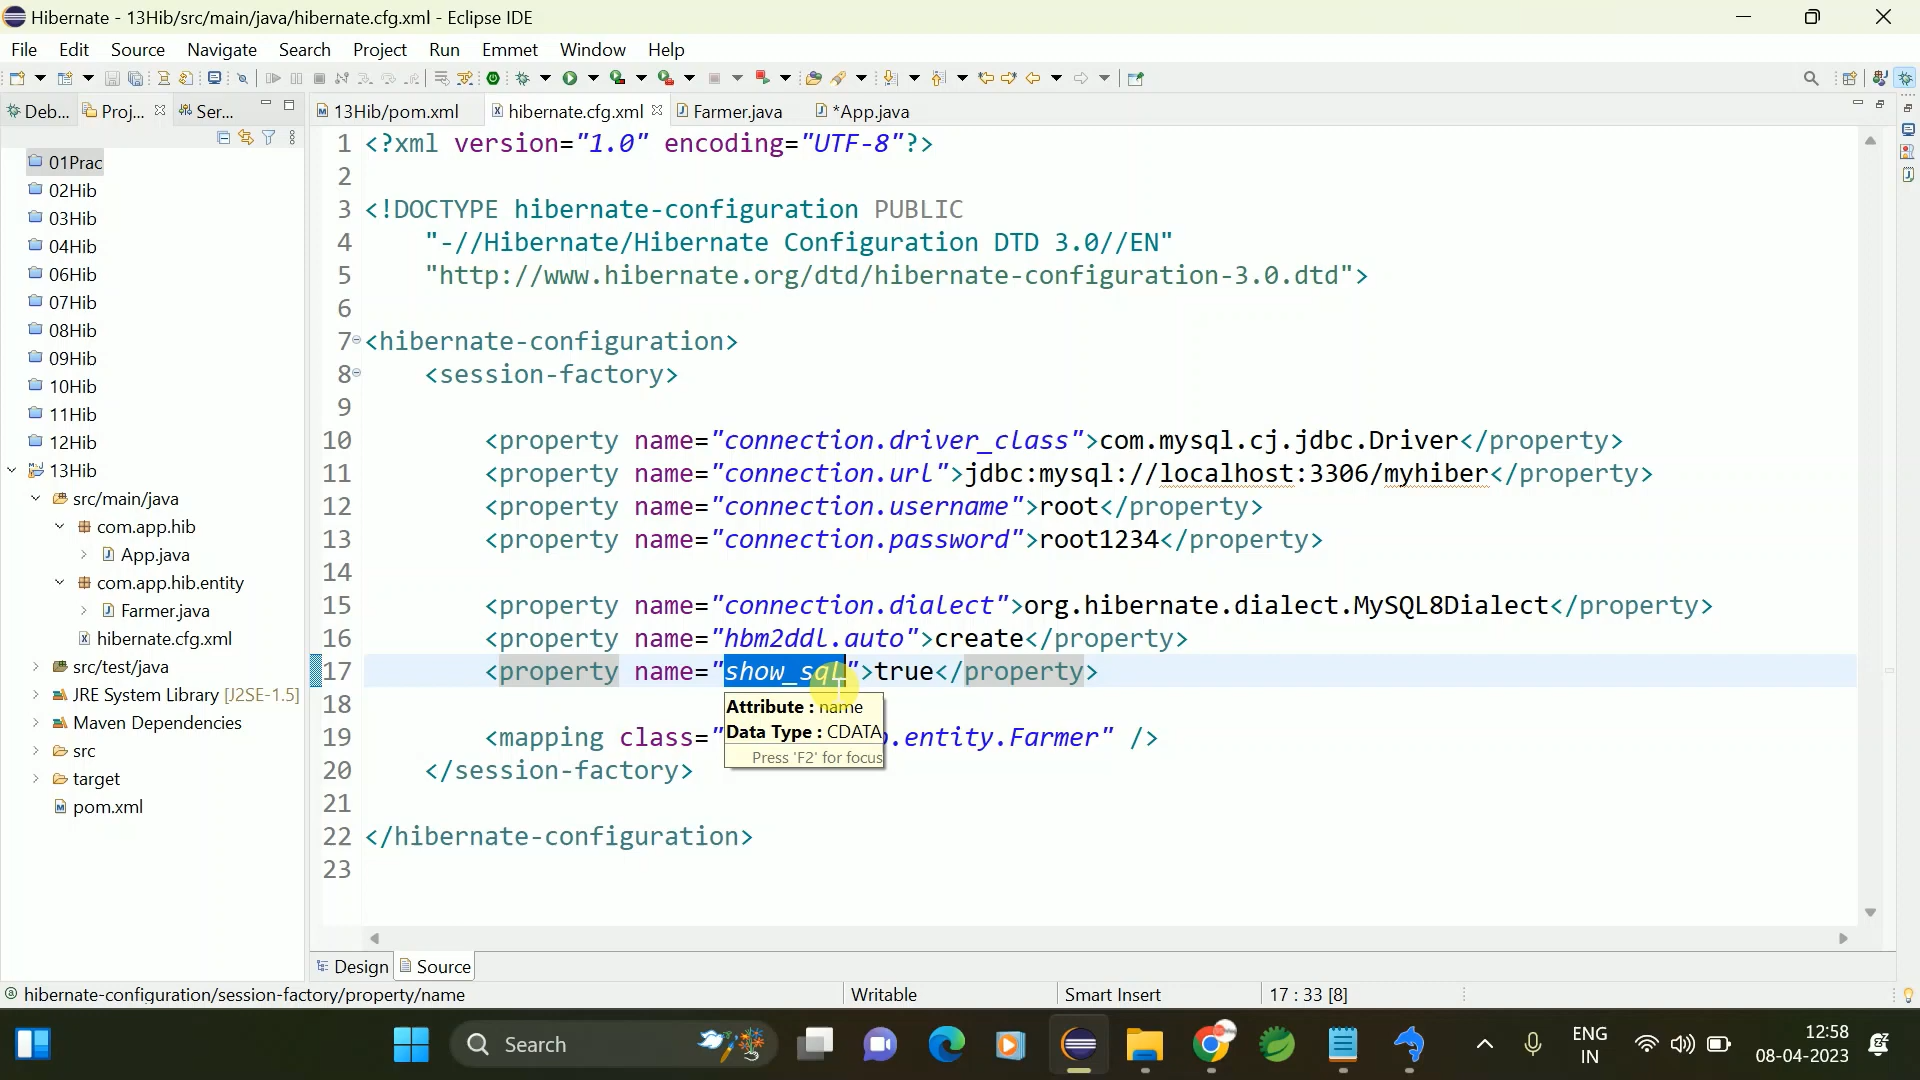 Hibernate - 13Hib/src/main/java/hibernate.cfg.xml - Eclipse IDE
File Edit Source Navigate Search Project Run Emmet Window Help
Deb... Proj... Ser...
13Hib/pom.xml hibernate.cfg.xml Farmer.java *App.java
01Prac
02Hib
03Hib
04Hib
06Hib
07Hib
08Hib
09Hib
10Hib
11Hib
12Hib
13Hib
src/main/java
com.app.hib
App.java
com.app.hib.entity
Farmer.java
hibernate.cfg.xml
src/test/java
JRE System Library [J2SE-1.5]
Maven Dependencies
src
target
pom.xml
1 <?xml version="1.0" encoding="UTF-8"?>
2
3 <!DOCTYPE hibernate-configuration PUBLIC
4 "-//Hibernate/Hibernate Configuration DTD 3.0//EN"
5 "http://www.hibernate.org/dtd/hibernate-configuration-3.0.dtd">
6
7 <hibernate-configuration>
8 <session-factory>
9
10 <property name="connection.driver_class">com.mysql.cj.jdbc.Driver</property>
11 <property name="connection.url">jdbc:mysql://localhost:3306/myhiber</property>
12 <property name="connection.username">root</property>
13 <property name="connection.password">root1234</property>
14
15 <property name="connection.dialect">org.hibernate.dialect.MySQL8Dialect</property>
16 <property name="hbm2ddl.auto">create</property>
17 <property name="show_sql">true</property>
18
19 <mapping class=" .entity.Farmer" />
20 </session-factory>
21
22 </hibernate-configuration>
23
Attribute : name
Data Type : CDATA
Press 'F2' for focus
Design Source
hibernate-configuration/session-factory/property/name Writable Smart Insert 17 : 33 [8]
Search
ENG
IN
12:58
08-04-2023